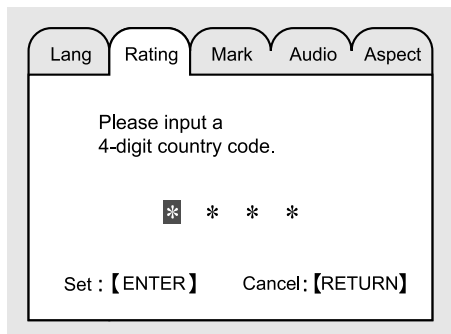 Lang Rating Mark Audio Aspect
Please input a
4-digit country code.
* * * *
Set :【ENTER】 Cancel:【RETURN】